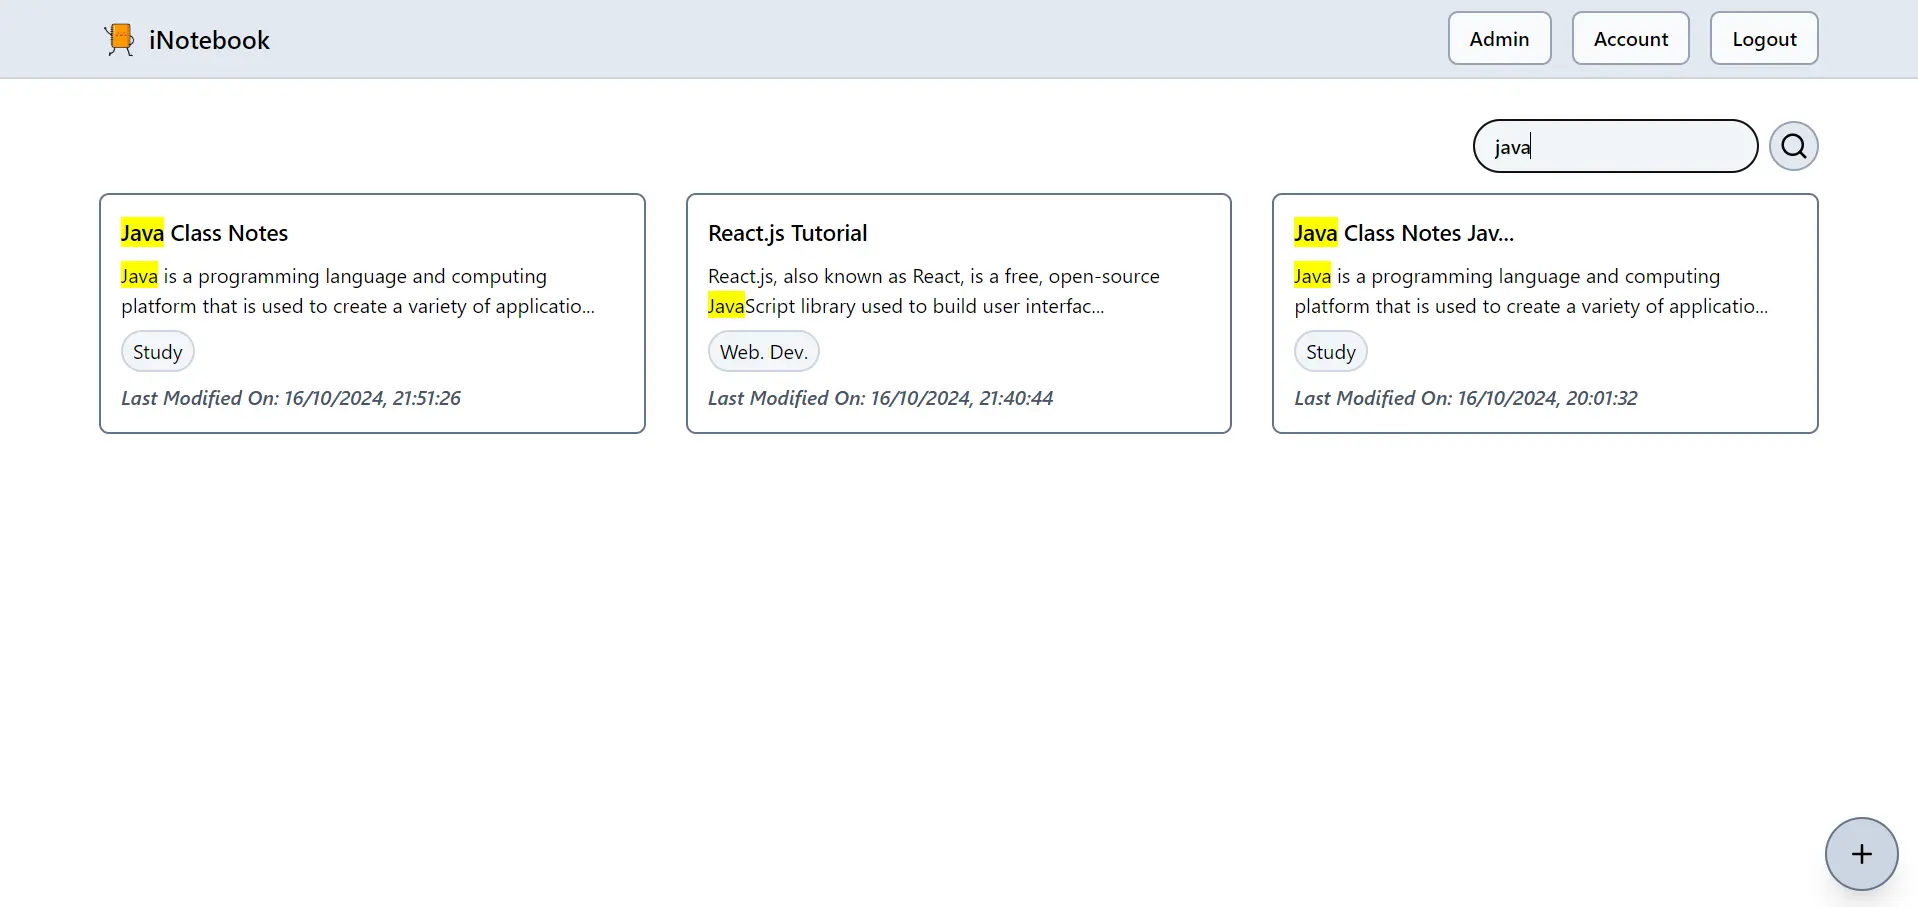 iNotebook
Admin
Account
Logout
java
Java Class Notes
Java is a programming language and computing
platform that is used to create a variety of applicatio...
Study
Last Modified On: 16/10/2024, 21:51:26
React.js Tutorial
React.js, also known as React, is a free, open-source
JavaScript library used to build user interfac...
Web. Dev.
Last Modified On: 16/10/2024, 21:40:44
Java Class Notes Jav...
Java is a programming language and computing
platform that is used to create a variety of applicatio...
Study
Last Modified On: 16/10/2024, 20:01:32